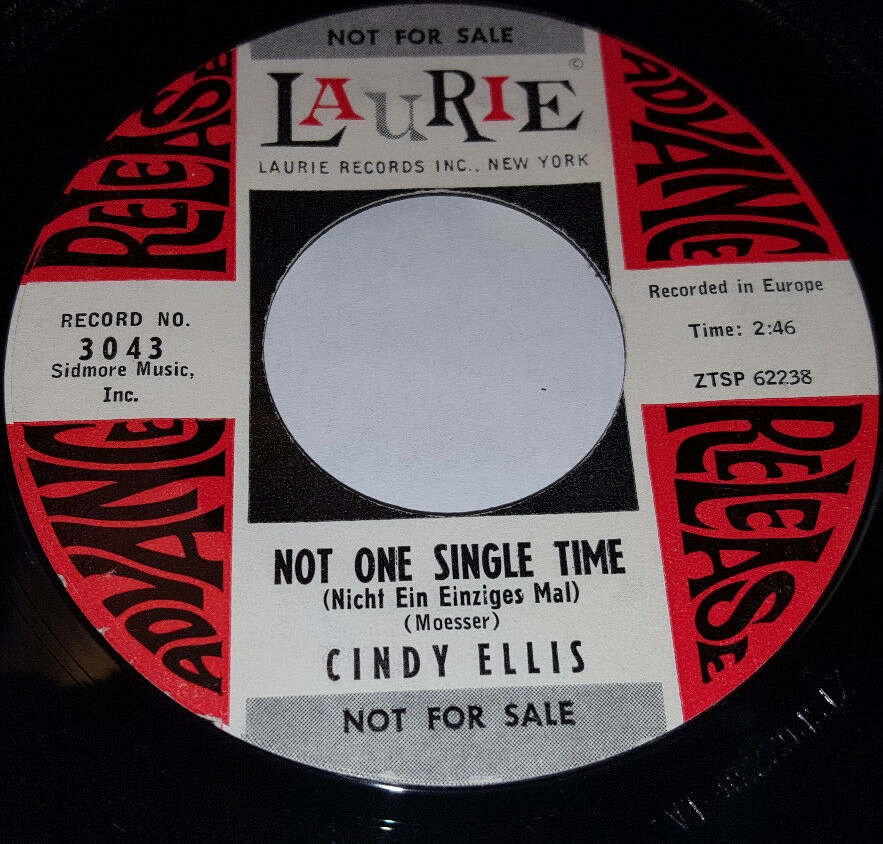 NOT FOR SALE
LAURIE ©
LAURIE RECORDS INC., NEW YORK
ADVANCE
RELEASE
RECORD NO.
3043
Sidmore Music,
Inc.
Recorded in Europe
Time: 2:46
ZTSP 62238
ADVANCE
RELEASE
NOT ONE SINGLE TIME
(Nicht Ein Einziges Mal)
(Moesser)
CINDY ELLIS
NOT FOR SALE